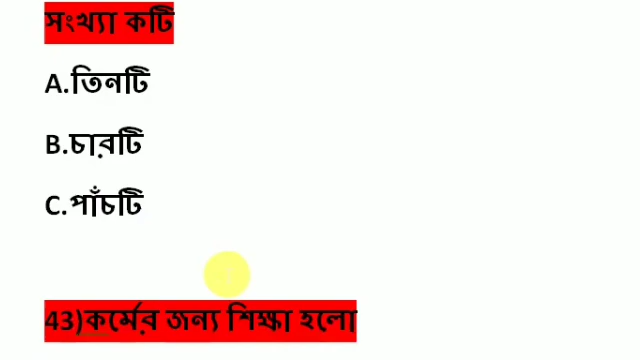 সংখ্যা কটি
A.তিনটি
B.চারটি
C.পাঁচটি
43)কর্মের জন্য শিক্ষা হলো